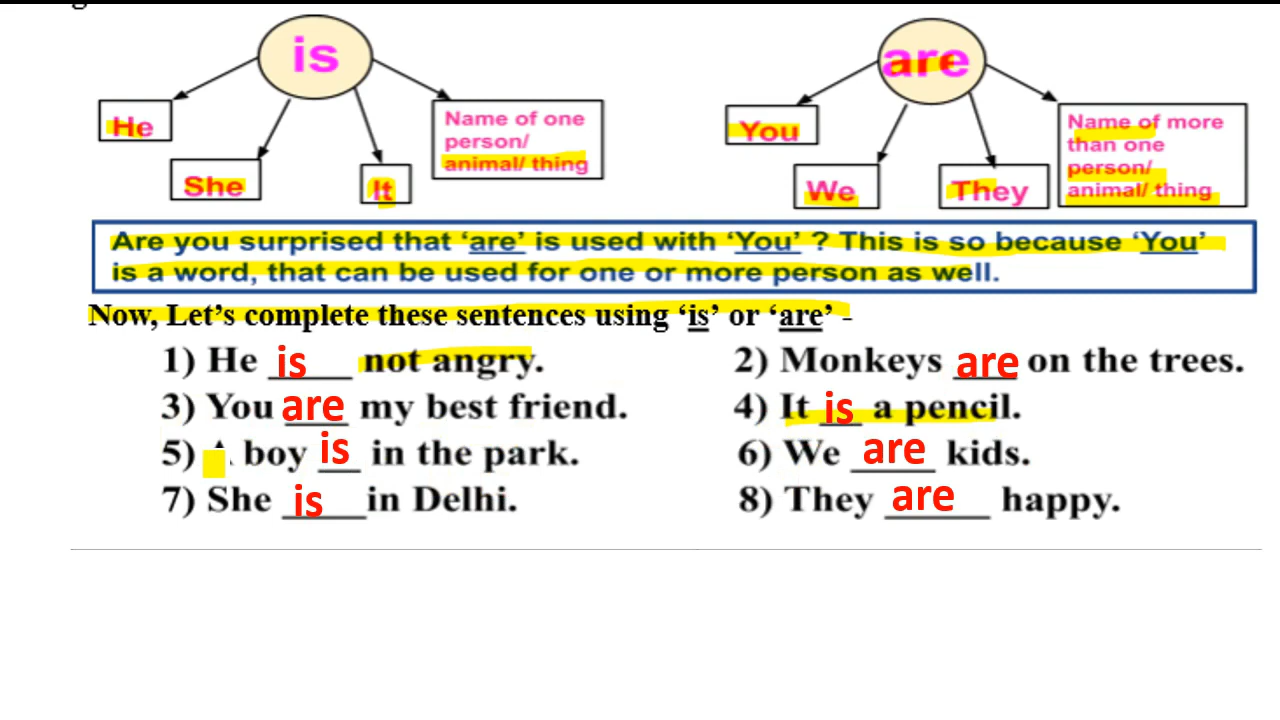 is
are
He
She
It
Name of one
person/
animal/ thing
You
We
They
Name of more
than one
person/
animal/ thing
Are you surprised that ‘are’ is used with ‘You’ ? This is so because ‘You’
is a word, that can be used for one or more person as well.
Now, Let’s complete these sentences using ‘is’ or ‘are’ -
1) He is not angry.
2) Monkeys are on the trees.
3) You are my best friend.
4) It is a pencil.
5) boy is in the park.
6) We are kids.
7) She is in Delhi.
8) They are happy.